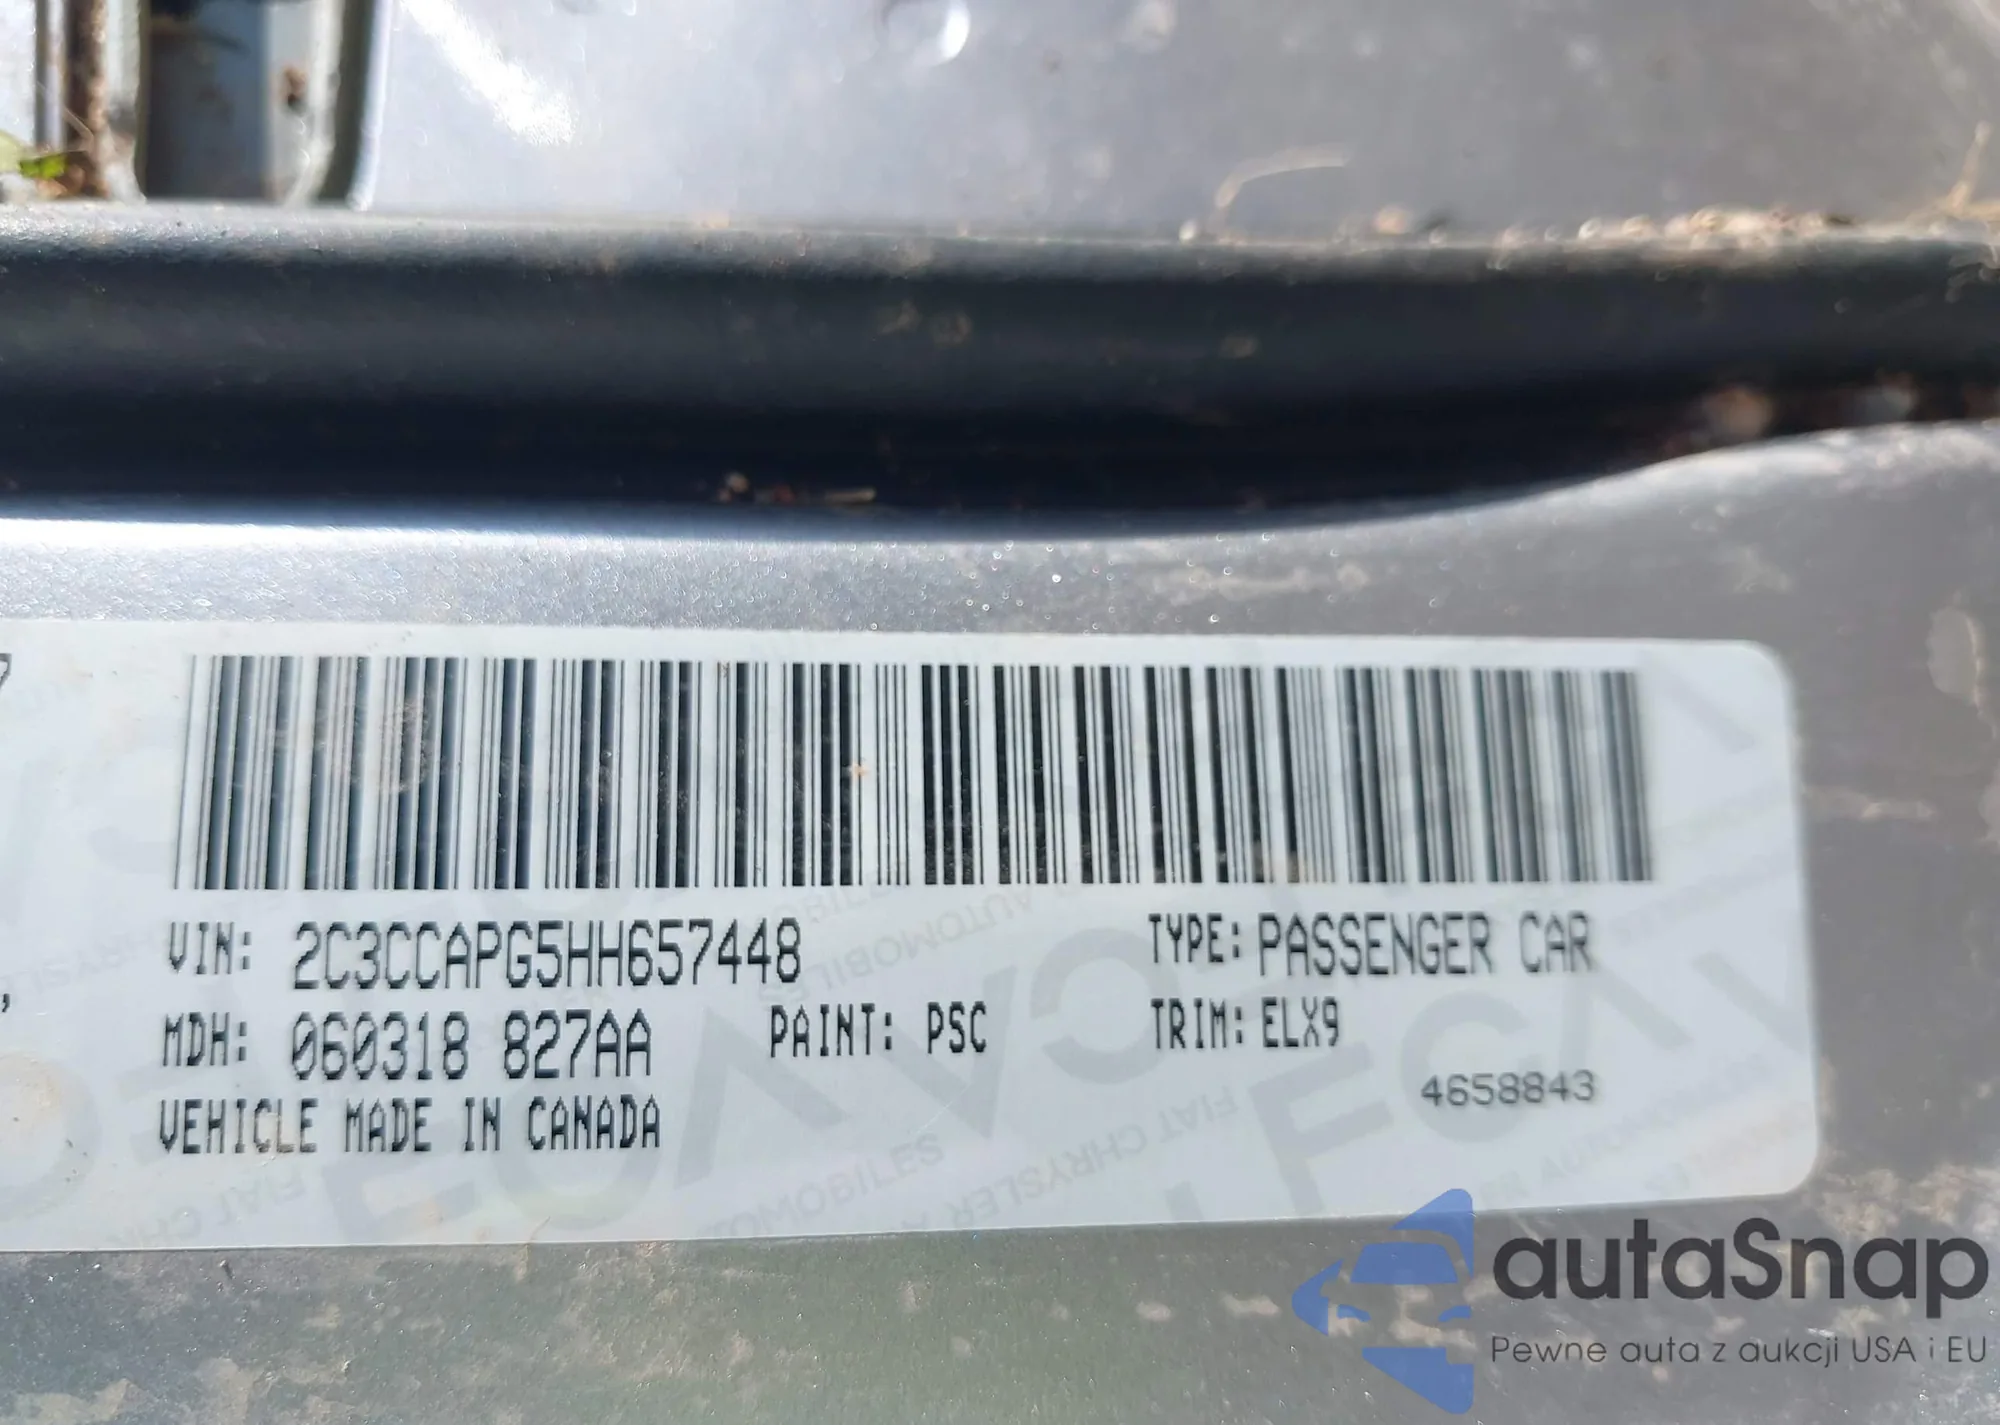 VIN: 2C3CCAPG5HH657448 TYPE: PASSENGER CAR
MDH: 060318 827AA PAINT: PSC TRIM: ELX9
VEHICLE MADE IN CANADA 4658843
autaSnap
Pewne auta z aukcji USA i EU